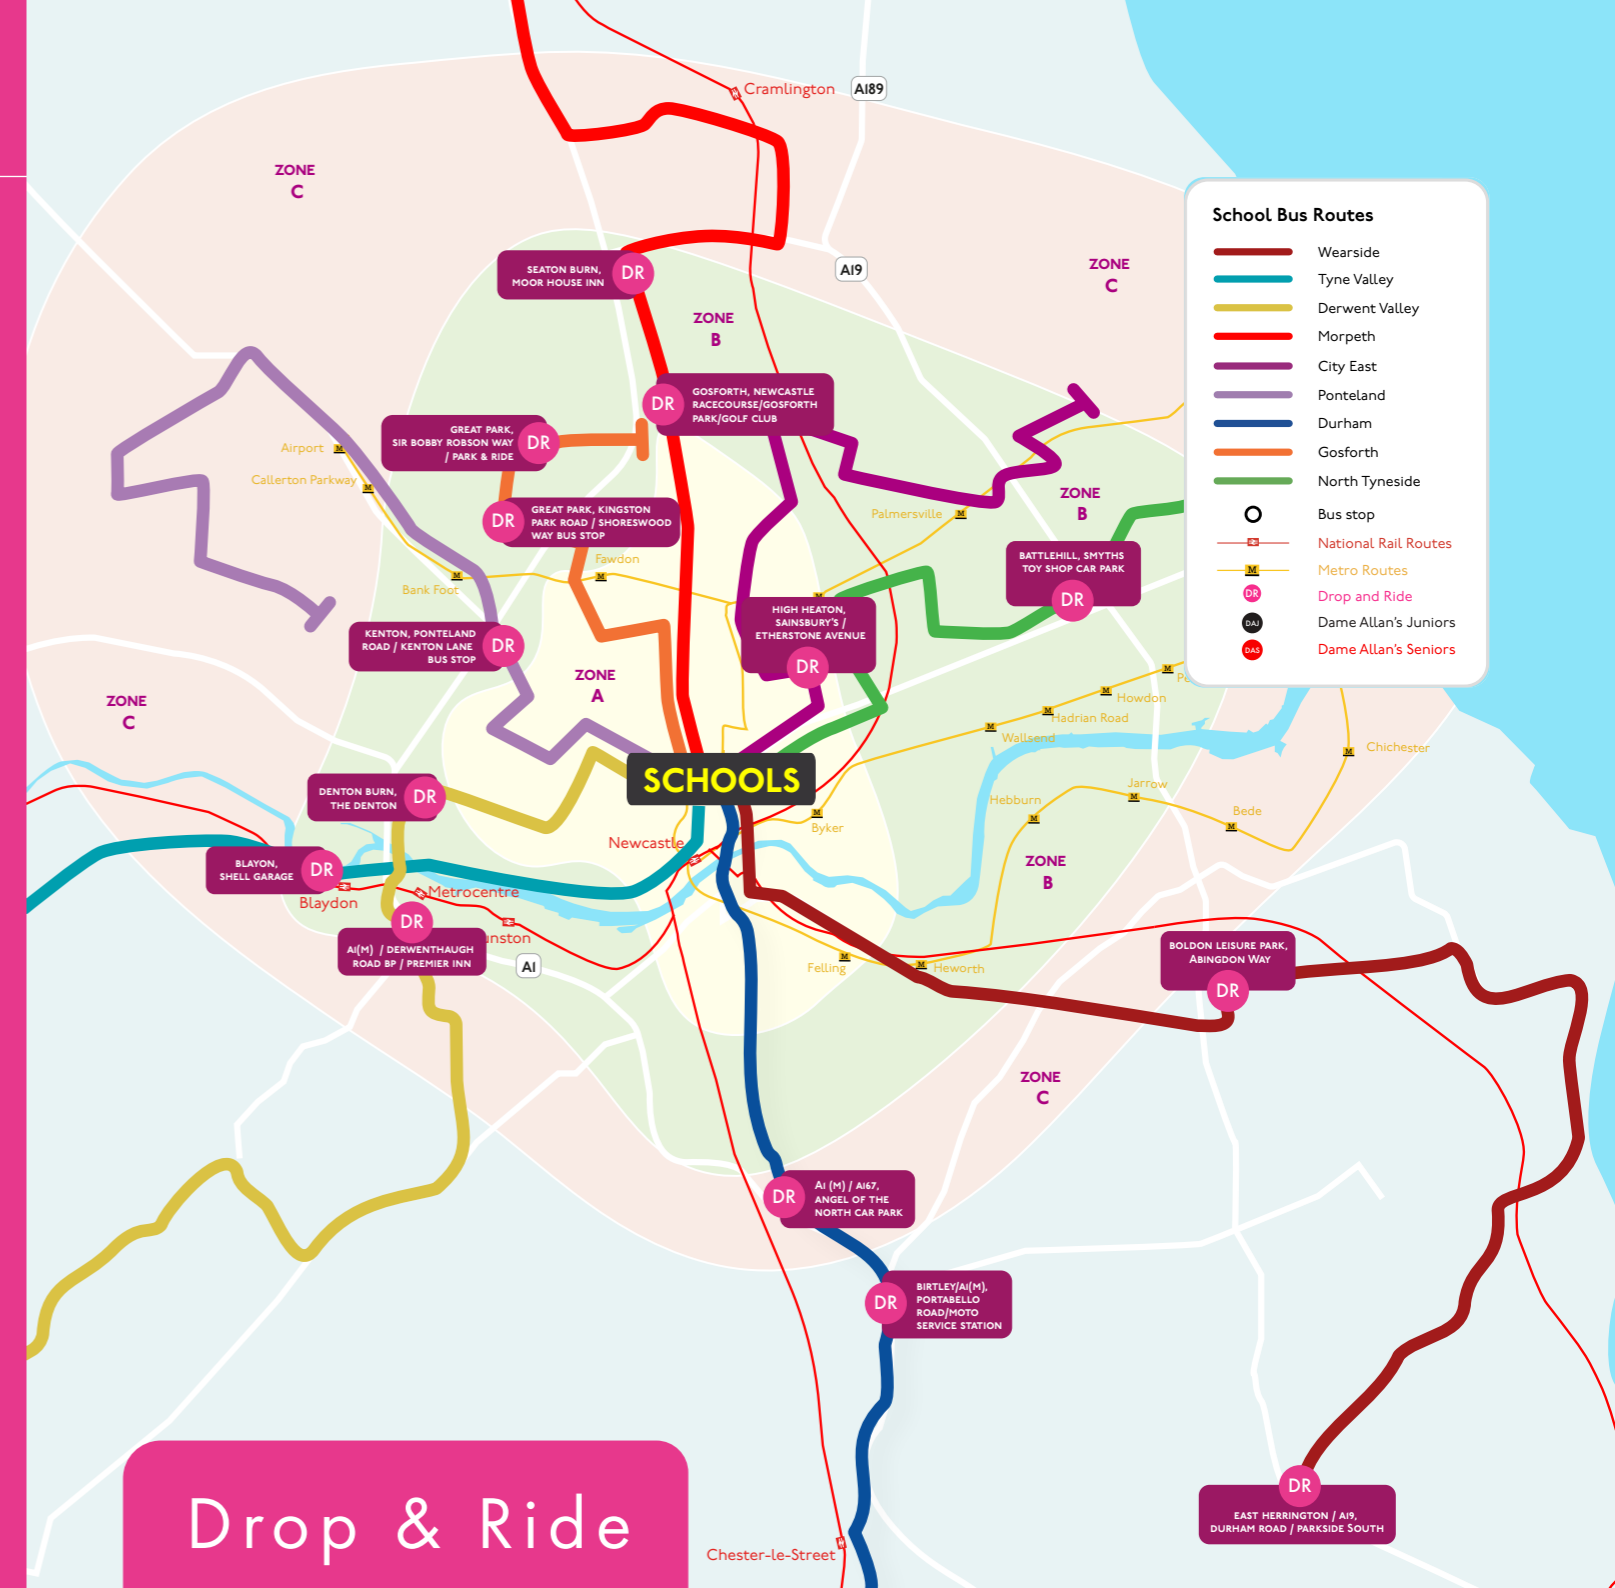 Cramlington
A189
ZONE
C
School Bus Routes
Wearside
Tyne Valley
Derwent Valley
Morpeth
City East
Ponteland
Durham
Gosforth
North Tyneside
Bus stop
National Rail Routes
M
Metro Routes
DR
Drop and Ride
DAJ
Dame Allan's Juniors
DAS
Dame Allan's Seniors
SEATON BURN,
MOOR HOUSE INN
DR
A19
ZONE
C
ZONE
B
DR
GOSFORTH, NEWCASTLE
RACECOURSE/GOSFORTH
PARK/GOLF CLUB
GREAT PARK,
SIR BOBBY ROBSON WAY
/ PARK & RIDE
DR
Airport
M
Callerton Parkway
M
DR
GREAT PARK, KINGSTON
PARK ROAD / SHORESWOOD
WAY BUS STOP
ZONE
B
Palmersville
M
BATTLEHILL, SMYTHS
TOY SHOP CAR PARK
DR
Fawdon
M
Bank Foot
M
M
HIGH HEATON,
SAINSBURY'S /
ETHERSTONE AVENUE
DR
KENTON, PONTELAND
ROAD / KENTON LANE
BUS STOP
DR
ZONE
A
ZONE
C
M
Pe
M
Howdon
M
Hadrian Road
M
Wallsend
M
Chichester
SCHOOLS
DENTON BURN,
THE DENTON
DR
Jarrow
M
Hebburn
M
Bede
M
M
Byker
Newcastle
BLAYON,
SHELL GARAGE
DR
Blaydon
Metrocentre
ZONE
B
DR
A1(M) / DERWENTHAUGH
ROAD BP / PREMIER INN
unston
A1
M
Felling
M
Heworth
BOLDON LEISURE PARK,
ABINGDON WAY
DR
ZONE
C
DR
A1 (M) / A167,
ANGEL OF THE
NORTH CAR PARK
DR
BIRTLEY/A1(M),
PORTABELLO
ROAD/MOTO
SERVICE STATION
Drop & Ride
Chester-le-Street
DR
EAST HERRINGTON / A19,
DURHAM ROAD / PARKSIDE SOUTH